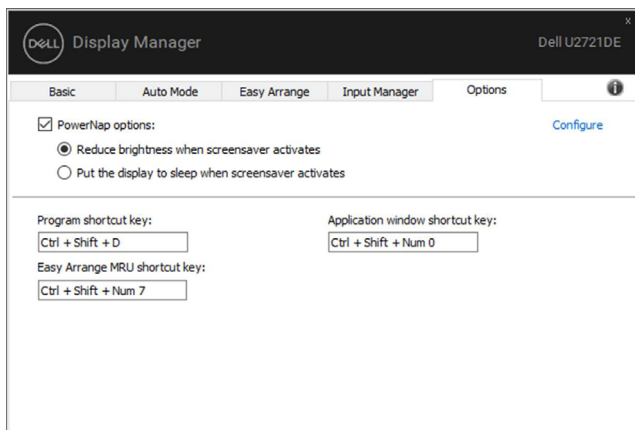 x
DELL Display Manager
Dell U2721DE
Basic Auto Mode Easy Arrange Input Manager Options i
PowerNap options:
Configure
Reduce brightness when screensaver activates
Put the display to sleep when screensaver activates
Program shortcut key:
Application window shortcut key:
Ctrl + Shift + D
Ctrl + Shift + Num 0
Easy Arrange MRU shortcut key:
Ctrl + Shift + Num 7